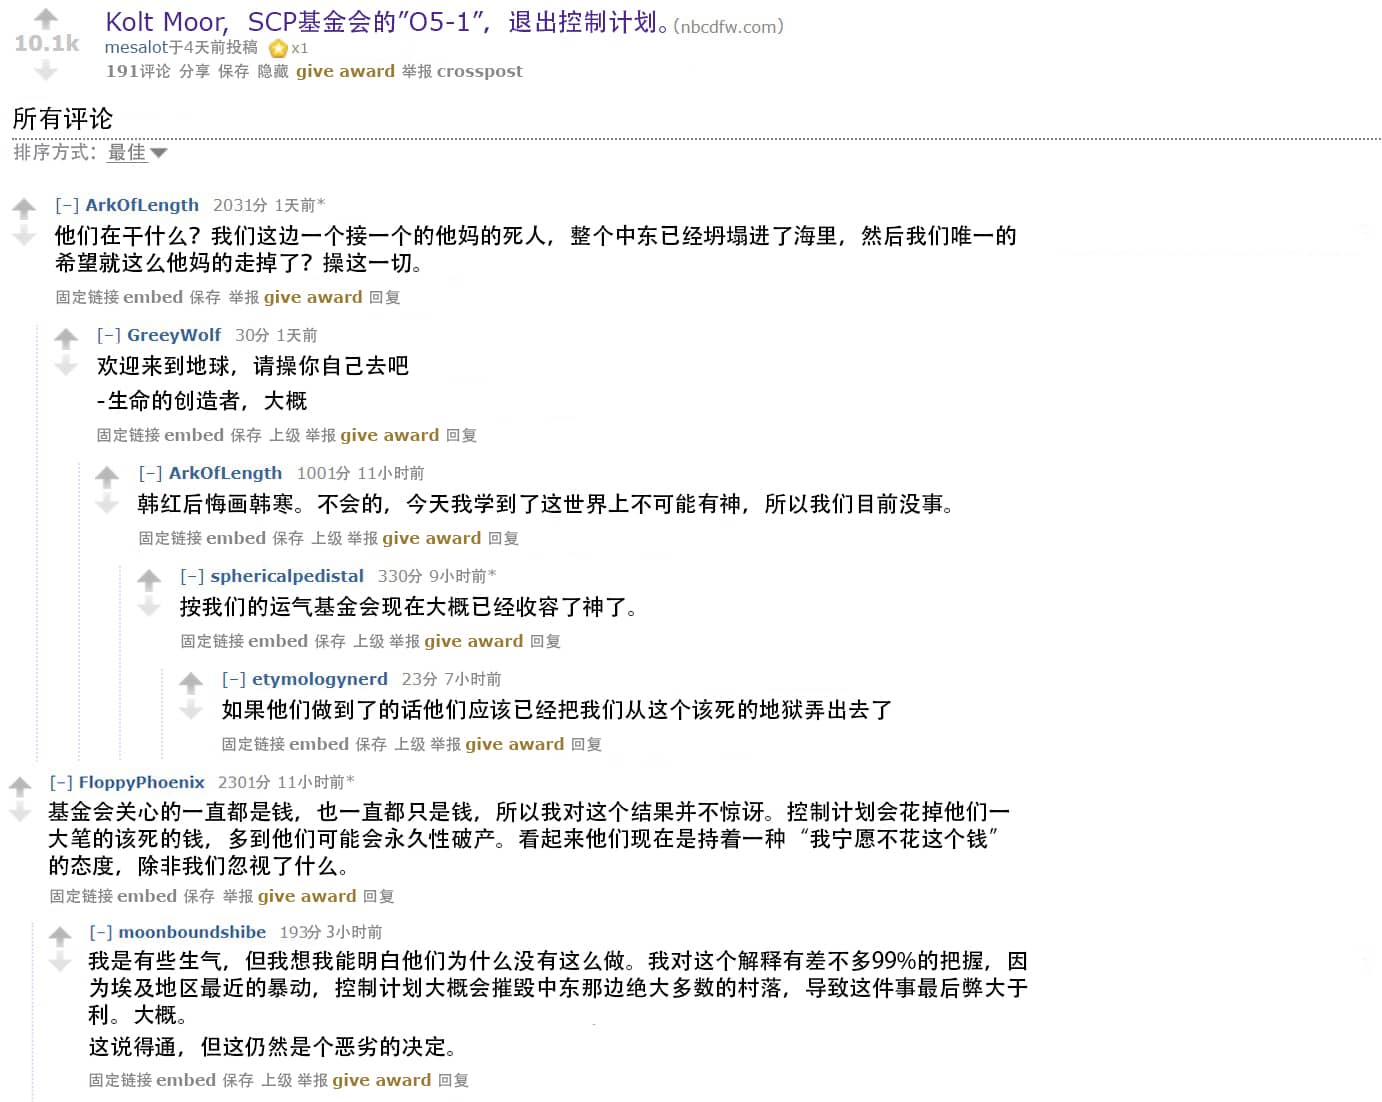 Kolt Moor，SCP基金会的”O5-1”，退出控制计划。(nbcdfw.com)
10.1k
mesalot于4天前投稿 x1
191评论 分享 保存 隐藏 give award 举报 crosspost
所有评论
排序方式： 最佳
[−] ArkOfLength 2031分 1天前*
他们在干什么？我们这边一个接一个的他妈的死人，整个中东已经坍塌进了海里，然后我们唯一的
希望就这么他妈的走掉了？操这一切。
固定链接 embed 保存 举报 give award 回复
[−] GreeyWolf 30分 1天前
欢迎来到地球，请操你自己去吧
-生命的创造者，大概
固定链接 embed 保存 上级 举报 give award 回复
[−] ArkOfLength 1001分 11小时前
韩红后悔画韩寒。不会的，今天我学到了这世界上不可能有神，所以我们目前没事。
固定链接 embed 保存 上级 举报 give award 回复
[−] sphericalpedistal 330分 9小时前*
按我们的运气基金会现在大概已经收容了神了。
固定链接 embed 保存 上级 举报 give award 回复
[−] etymologynerd 23分 7小时前
如果他们做到了的话他们应该已经把我们从这个该死的地狱弄出去了
固定链接 embed 保存 上级 举报 give award 回复
[−] FloppyPhoenix 2301分 11小时前*
基金会关心的一直都是钱，也一直都只是钱，所以我对这个结果并不惊讶。控制计划会花掉他们一
大笔的该死的钱，多到他们可能会永久性破产。看起来他们现在是持着一种“我宁愿不花这个钱”
的态度，除非我们忽视了什么。
固定链接 embed 保存 举报 give award 回复
[−] moonboundshibe 193分 3小时前
我是有些生气，但我想我能明白他们为什么没有这么做。我对这个解释有差不多99%的把握，因
为埃及地区最近的暴动，控制计划大概会摧毁中东那边绝大多数的村落，导致这件事最后弊大于
利。大概。
这说得通，但这仍然是个恶劣的决定。
固定链接 embed 保存 上级 举报 give award 回复